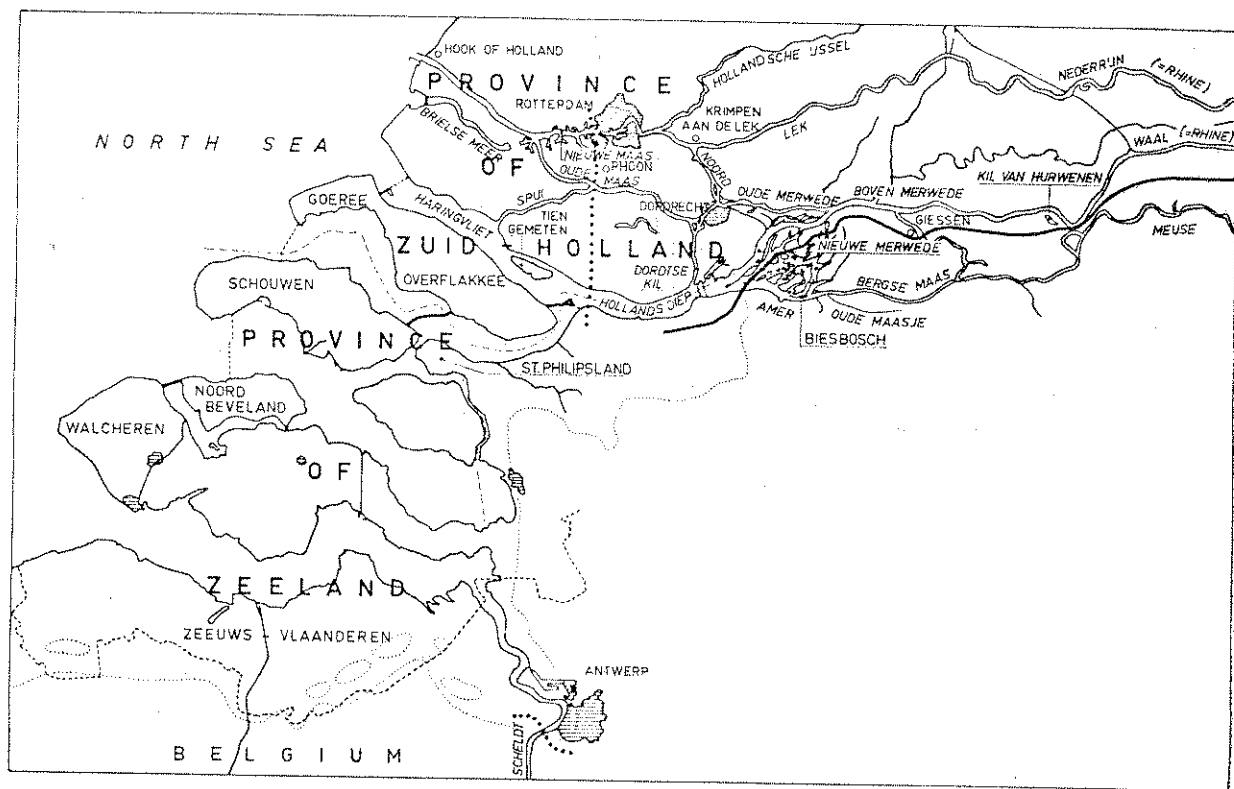 HOOK OF HOLLAND
PROVINCE
HOLLANDSCHE IJSSEL
NEDERRIJN
(=RHINE)
ROTTERDAM
KRIMPEN
AAN DE LEK
LEK
NORTH SEA
BRIELSE MEER
WAAL
(=RHINE)
NIEUWE MAAS
OF
OUDE
MAAS
RHOON
NOORD
KIL VAN HURWENEN
GOEREE
HARINGVLIET
SPUI
DORDRECHT
OUDE MERWEDE
BOVEN MERWEDE
TIEN
GEMETEN
GIESSEN
MEUSE
ZUID - HOLLAND
NIEUWE MERWEDE
SCHOUWEN
OVERFLAKKEE
DORDTSE
KIL
BERGSE MAAS
HOLLANDS DIEP
AMER
OUDE MAASJE
PROVINCE
BIESBOSCH
ST. PHILIPSLAND
NOORD
BEVELAND
WALCHEREN
OF
ZEELAND
ZEEUWS - VLAANDEREN
ANTWERP
BELGIUM
SCHELDT